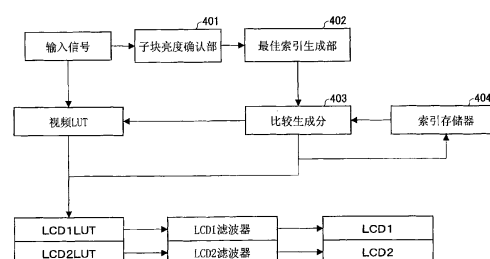 401
402
输入信号
子块亮度确认部
最佳索引生成部
403
404
视频LUT
比较生成分
索引存储器
LCD1LUT
LCD1滤波器
LCD1
LCD2LUT
LCD2滤波器
LCD2